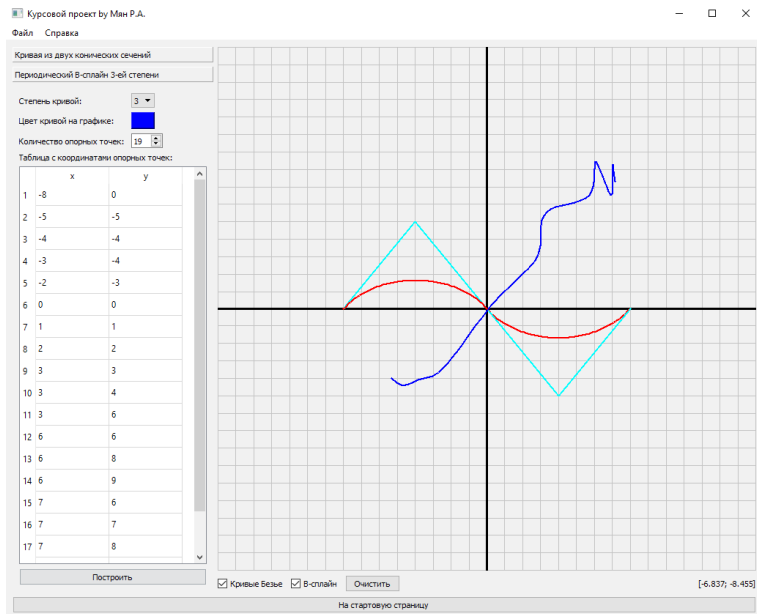 Курсовой проект by Мян Р.А.
Файл Справка
Кривая из двух конических сечений
Периодический B-сплайн 3-ей степени
Степень кривой: 3
Цвет кривой на графике:
Количество опорных точек: 19
Таблица с координатами опорных точек:
x y
1 -8 0
2 -5 -5
3 -4 -4
4 -3 -4
5 -2 -3
6 0 0
7 1 1
8 2 2
9 3 3
10 3 4
11 3 6
12 6 6
13 6 8
14 6 9
15 7 6
16 7 7
17 7 8
Построить
Кривые Безье B-сплайн Очистить [-6.837; -8.455]
На стартовую страницу